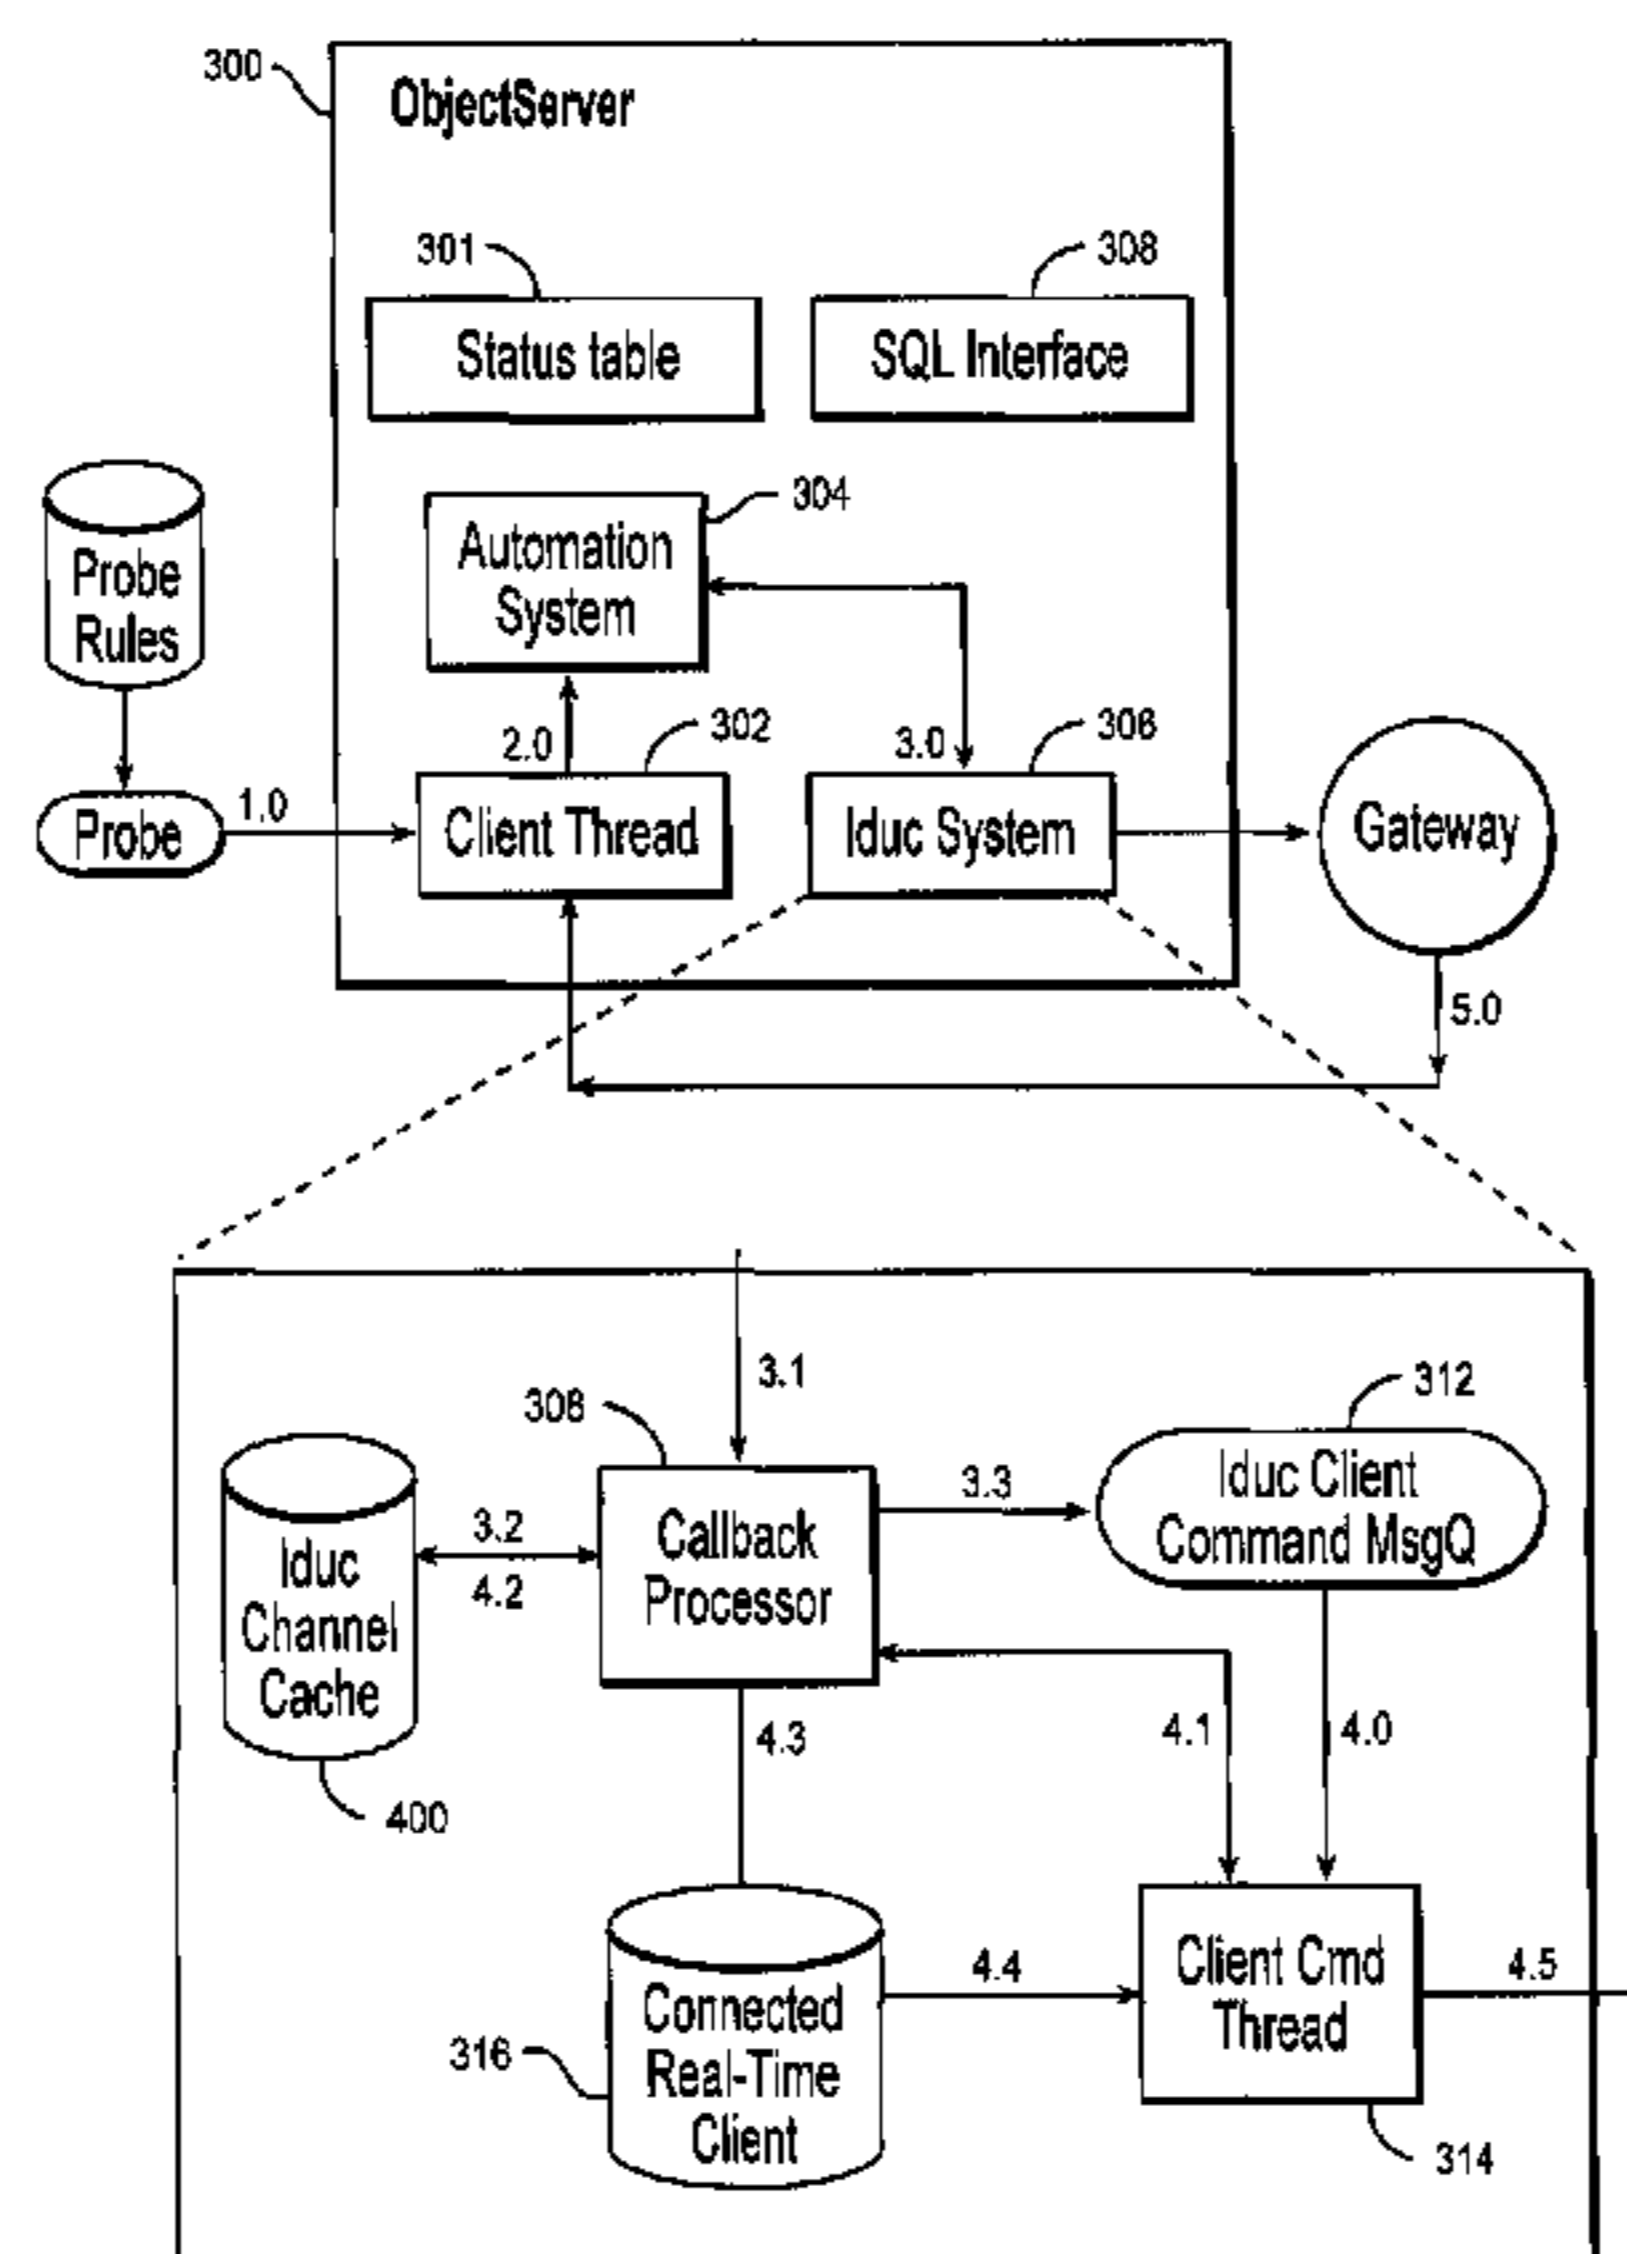 300
ObjectServer
301
308
Status table
SQL Interface
304
Automation
System
Probe
Rules
302
306
2.0
3.0
1.0
Probe
Client Thread
Iduc System
Gateway
5.0
3.1
312
308
Iduc Client
Command MsgQ
3.3
3.2
Callback
Processor
Iduc
Channel
Cache
4.2
4.3
4.1
4.0
400
Client Cmd
Thread
4.4
4.5
Connected
Real-Time
Client
316
314